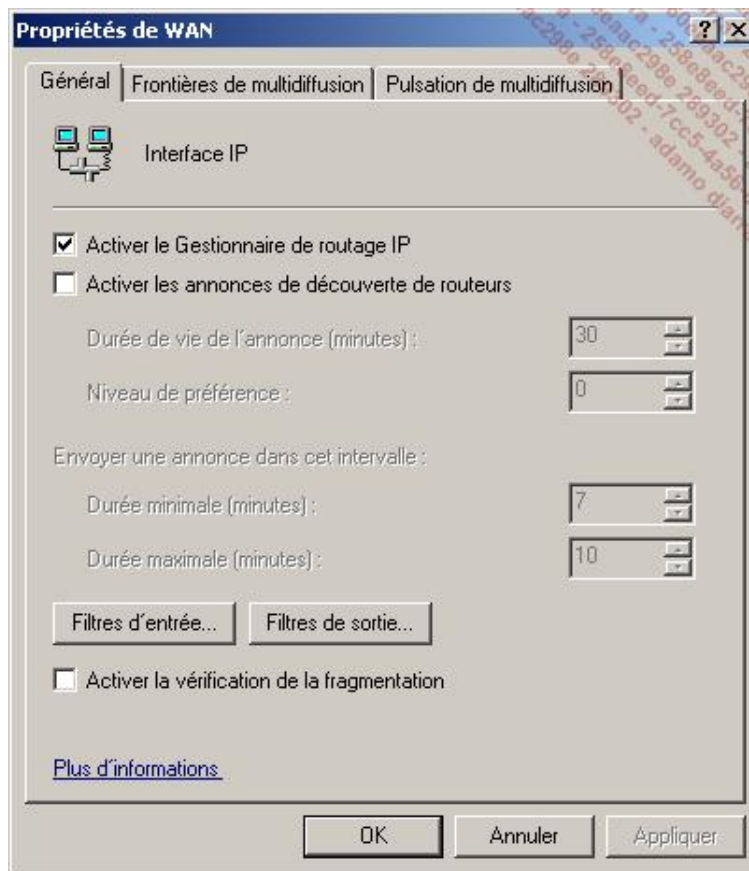 Propriétés de WAN
Général Frontières de multidiffusion Pulsation de multidiffusion
Interface IP
Activer le Gestionnaire de routage IP
Activer les annonces de découverte de routeurs
Durée de vie de l'annonce (minutes) : 30
Niveau de préférence : 0
Envoyer une annonce dans cet intervalle :
Durée minimale (minutes) : 7
Durée maximale (minutes) : 10
Filtres d'entrée... Filtres de sortie...
Activer la vérification de la fragmentation
Plus d'informations
OK Annuler Appliquer